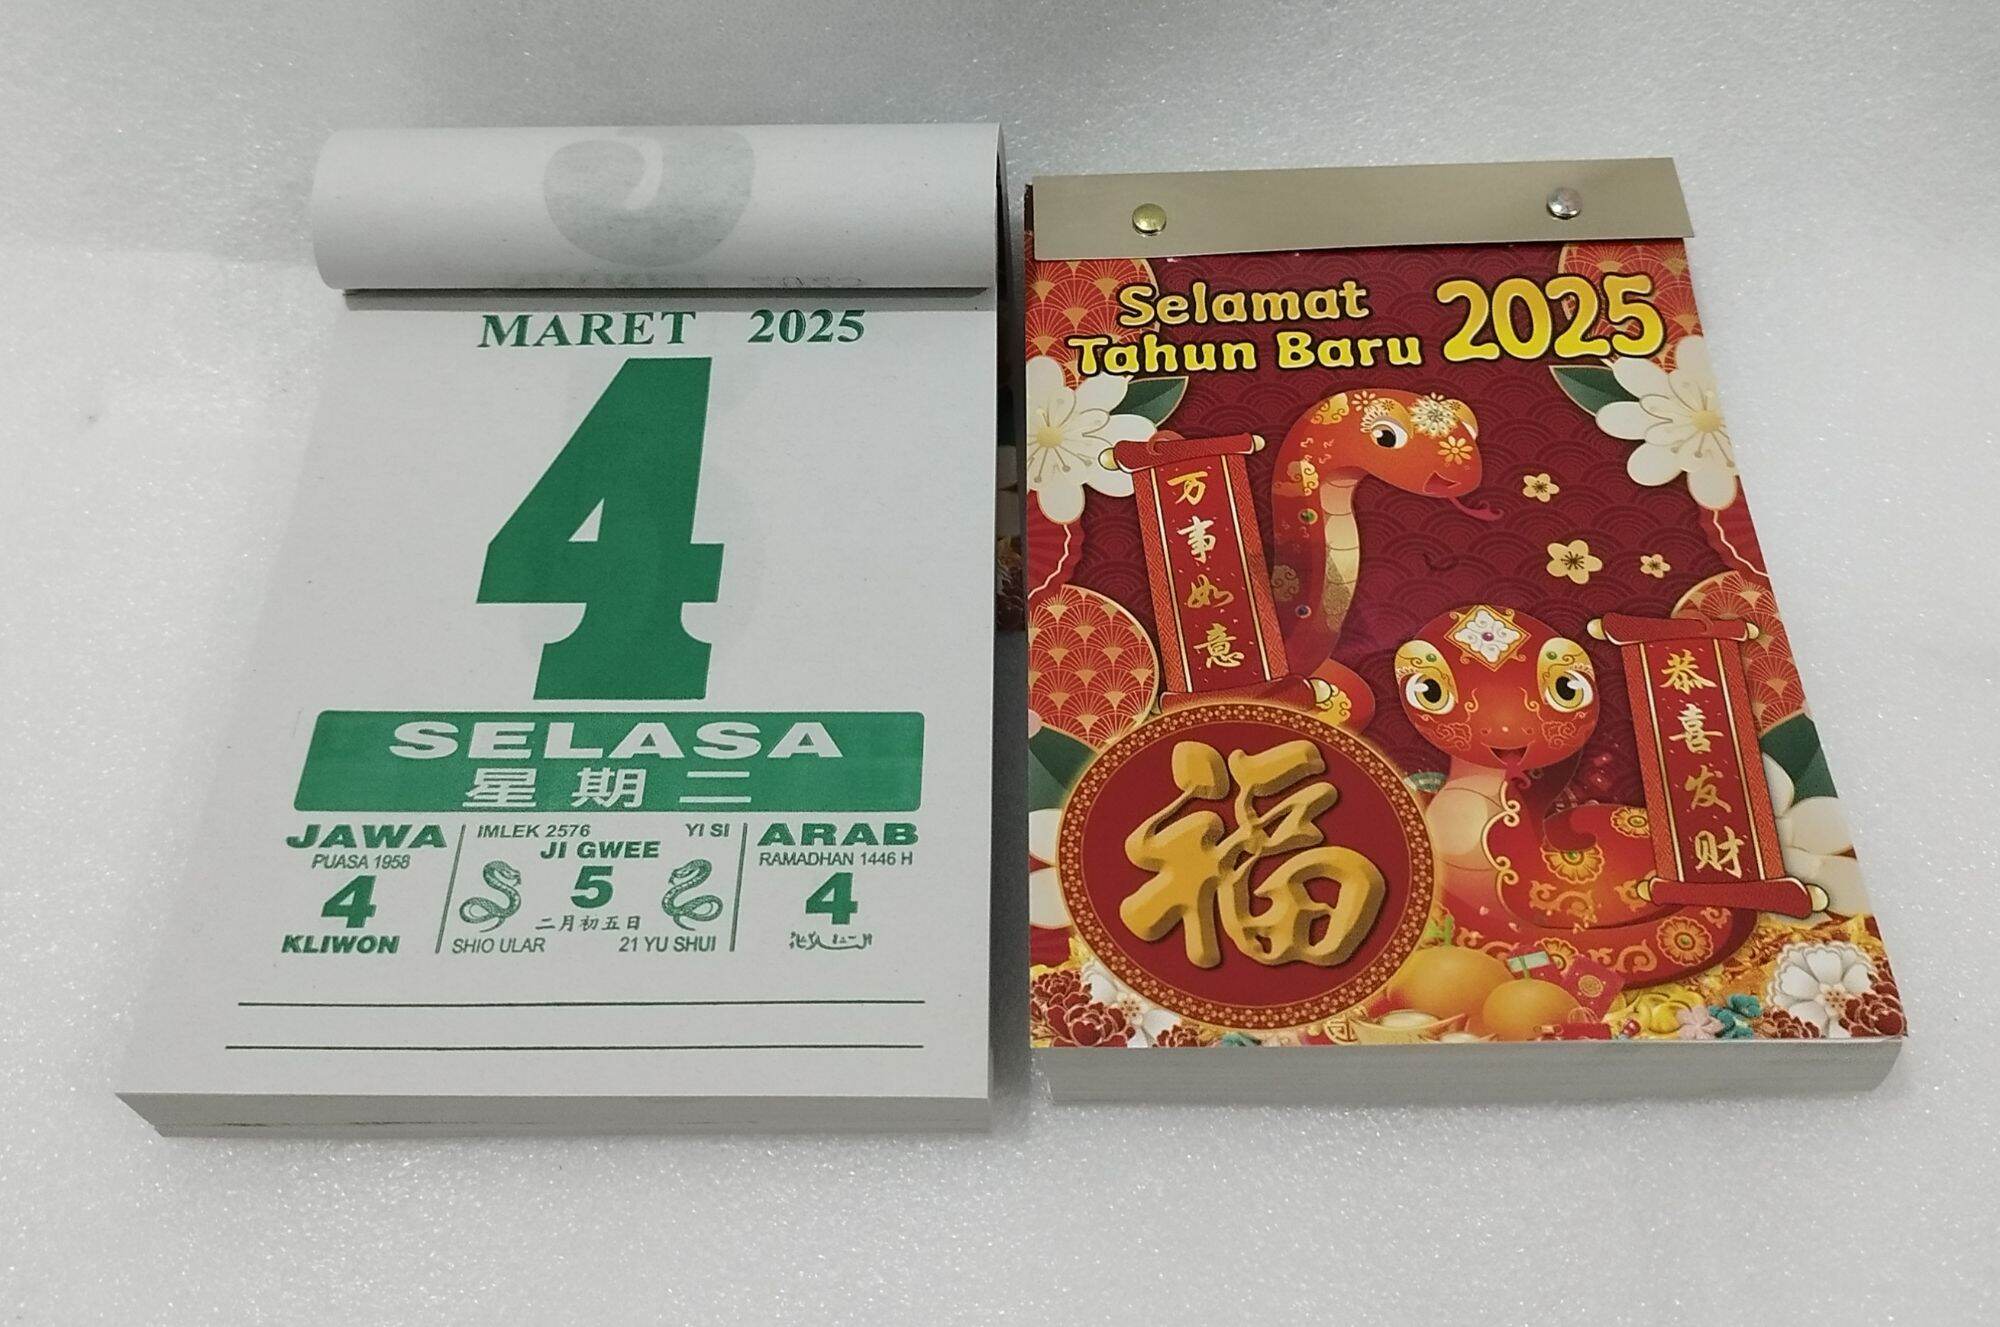 MARET 2025
4
SELASA
星期二
JAWA
PUASA 1958
4
KLIWON
IMLEK 2576 YI SI
JI GWEE
5
二月初五日
SHIO ULAR 21 YU SHUI
ARAB
RAMADHAN 1446 H
4
Selamat
Tahun Baru 2025
万事如意
恭喜发财
福